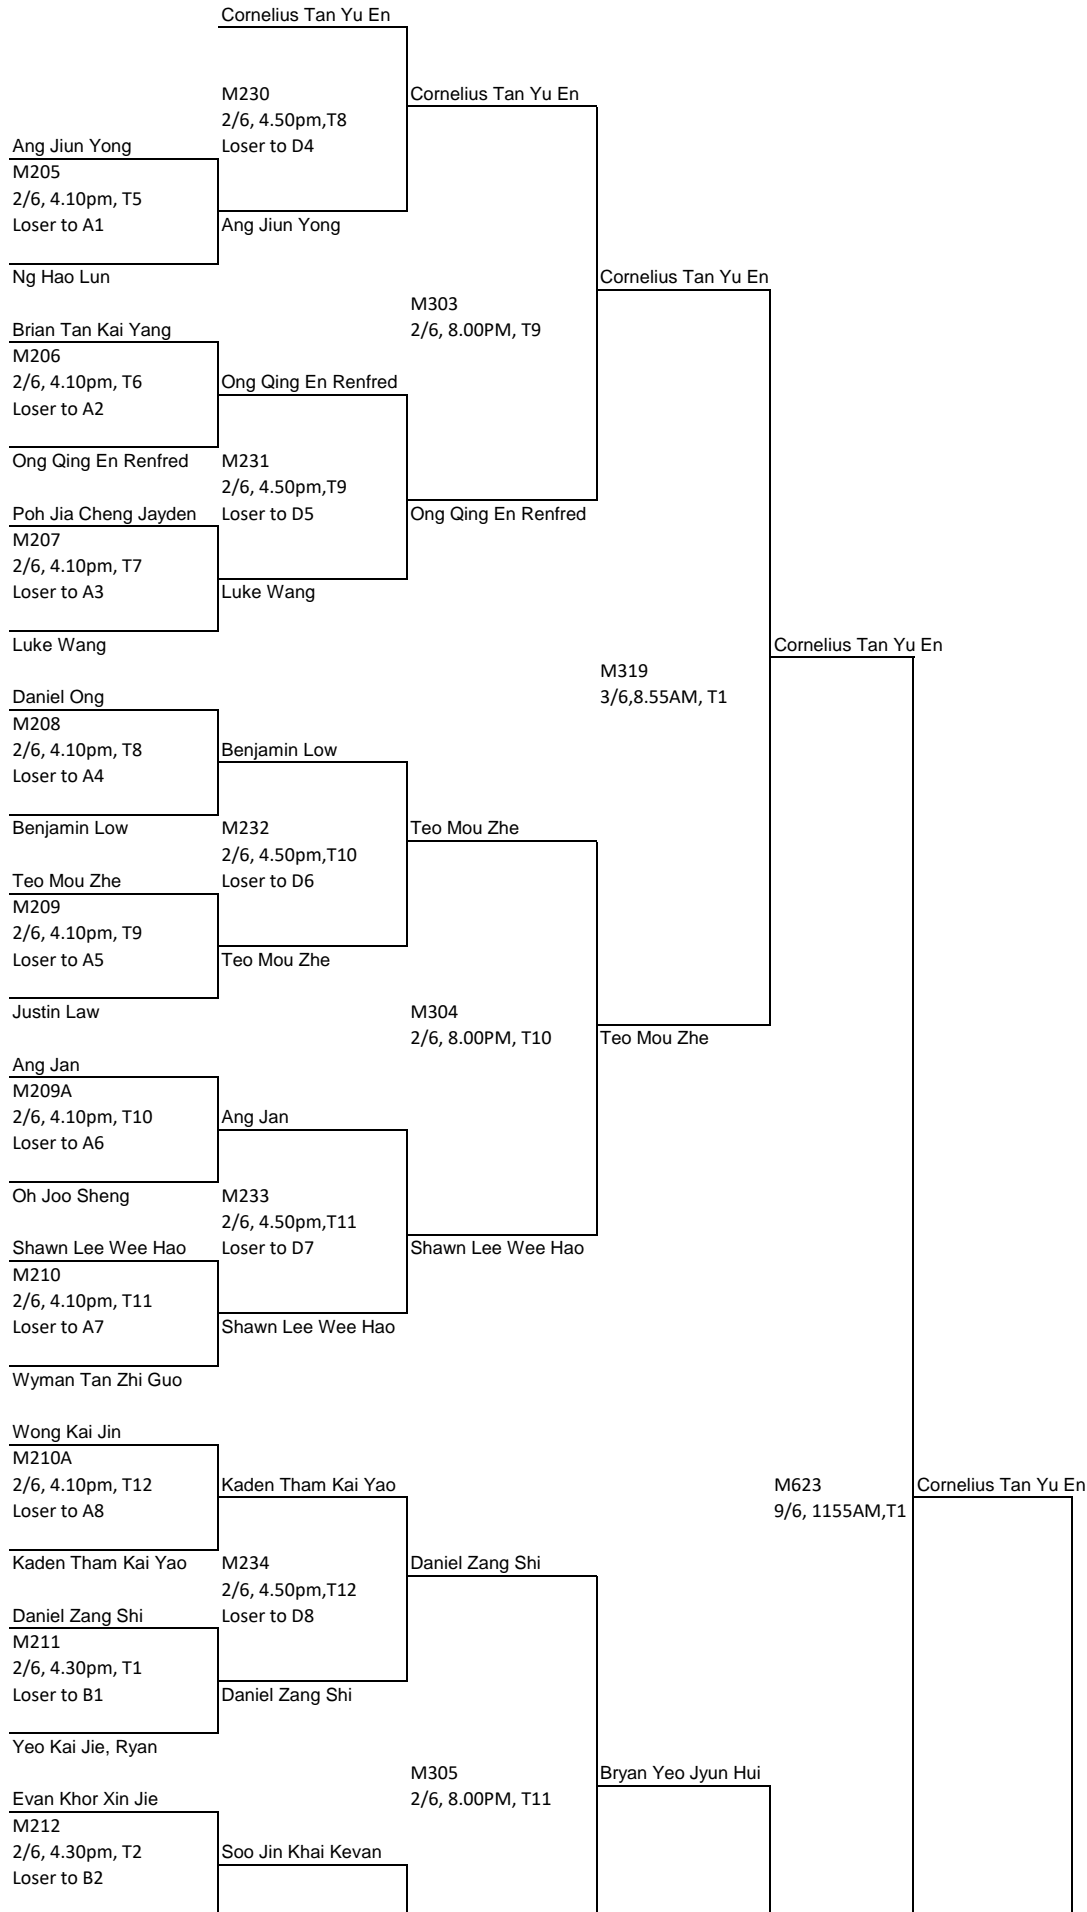 Cornelius Tan Yu En
M230
2/6, 4.50pm,T8
Loser to D4
Cornelius Tan Yu En
Ang Jiun Yong
M205
2/6, 4.10pm, T5
Loser to A1
Ang Jiun Yong
Ng Hao Lun
Cornelius Tan Yu En
M303
2/6, 8.00PM, T9
Brian Tan Kai Yang
M206
2/6, 4.10pm, T6
Loser to A2
Ong Qing En Renfred
Ong Qing En Renfred
M231
2/6, 4.50pm,T9
Loser to D5
Ong Qing En Renfred
Poh Jia Cheng Jayden
M207
2/6, 4.10pm, T7
Loser to A3
Luke Wang
Luke Wang
Cornelius Tan Yu En
M319
3/6,8.55AM, T1
Daniel Ong
M208
2/6, 4.10pm, T8
Loser to A4
Benjamin Low
Benjamin Low
M232
2/6, 4.50pm,T10
Loser to D6
Teo Mou Zhe
Teo Mou Zhe
M209
2/6, 4.10pm, T9
Loser to A5
Teo Mou Zhe
Justin Law
M304
2/6, 8.00PM, T10
Teo Mou Zhe
Ang Jan
M209A
2/6, 4.10pm, T10
Loser to A6
Ang Jan
Oh Joo Sheng
M233
2/6, 4.50pm,T11
Loser to D7
Shawn Lee Wee Hao
Shawn Lee Wee Hao
M210
2/6, 4.10pm, T11
Loser to A7
Shawn Lee Wee Hao
Wyman Tan Zhi Guo
Wong Kai Jin
M210A
2/6, 4.10pm, T12
Loser to A8
Kaden Tham Kai Yao
M623
9/6, 1155AM,T1
Cornelius Tan Yu En
Kaden Tham Kai Yao
M234
2/6, 4.50pm,T12
Loser to D8
Daniel Zang Shi
Daniel Zang Shi
M211
2/6, 4.30pm, T1
Loser to B1
Daniel Zang Shi
Yeo Kai Jie, Ryan
M305
2/6, 8.00PM, T11
Bryan Yeo Jyun Hui
Evan Khor Xin Jie
M212
2/6, 4.30pm, T2
Loser to B2
Soo Jin Khai Kevan